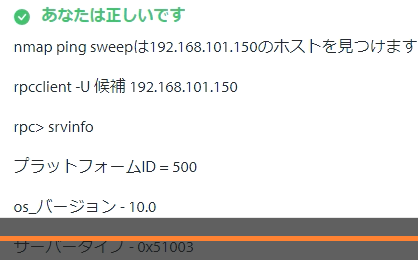 あなたは正しいです
nmap ping sweepは192.168.101.150のホストを見つけます
rpcclient -U 候補 192.168.101.150
rpc> srvinfo
プラットフォームID = 500
os_バージョン - 10.0
サーバータイプ - 0x51003